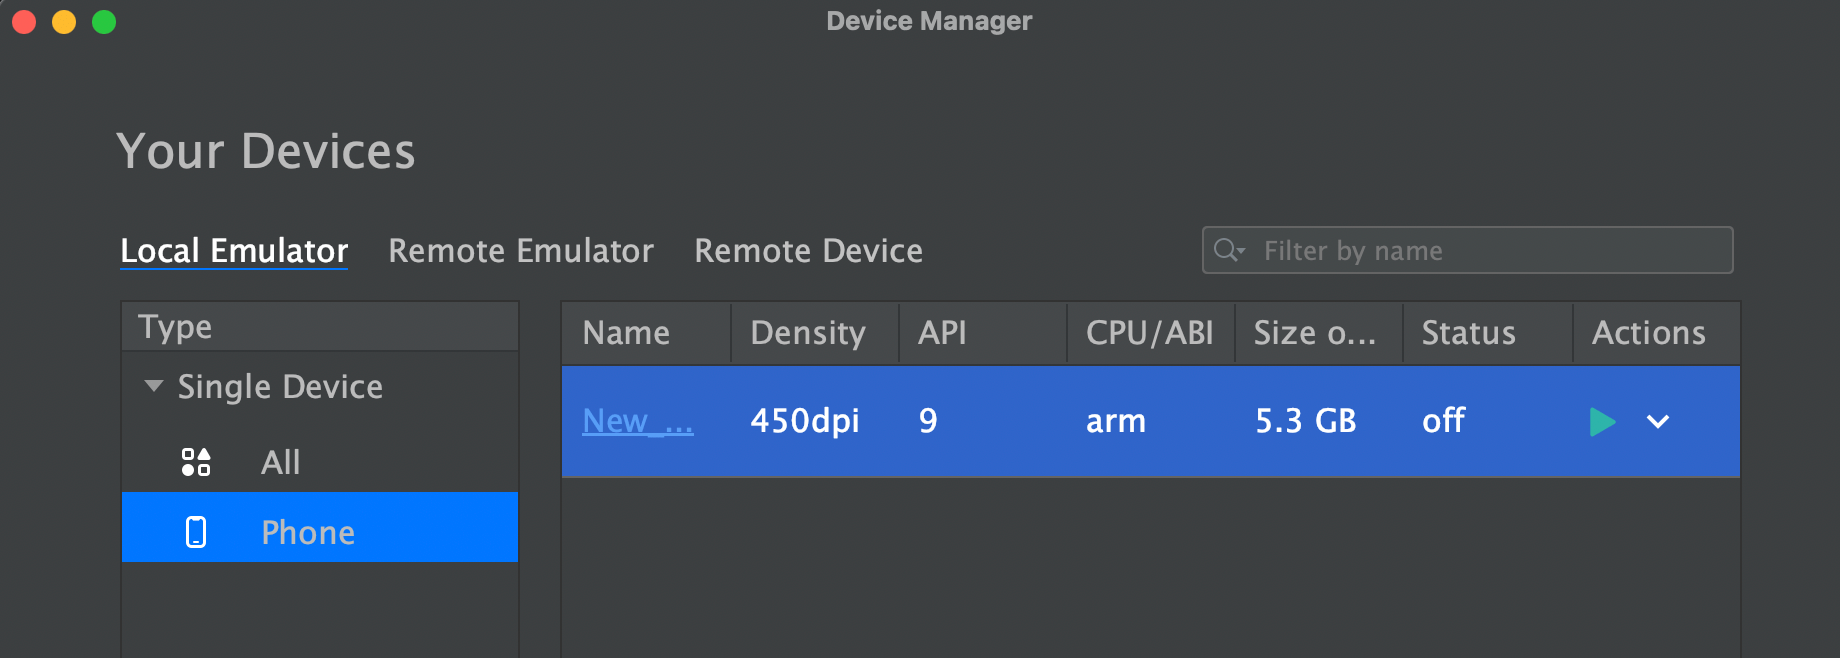 Device Manager
Your Devices
Local Emulator Remote Emulator Remote Device Filter by name
Type
Single Device
All
Phone
Name Density API CPU/ABI Size o... Status Actions
New_... 450dpi 9 arm 5.3 GB off